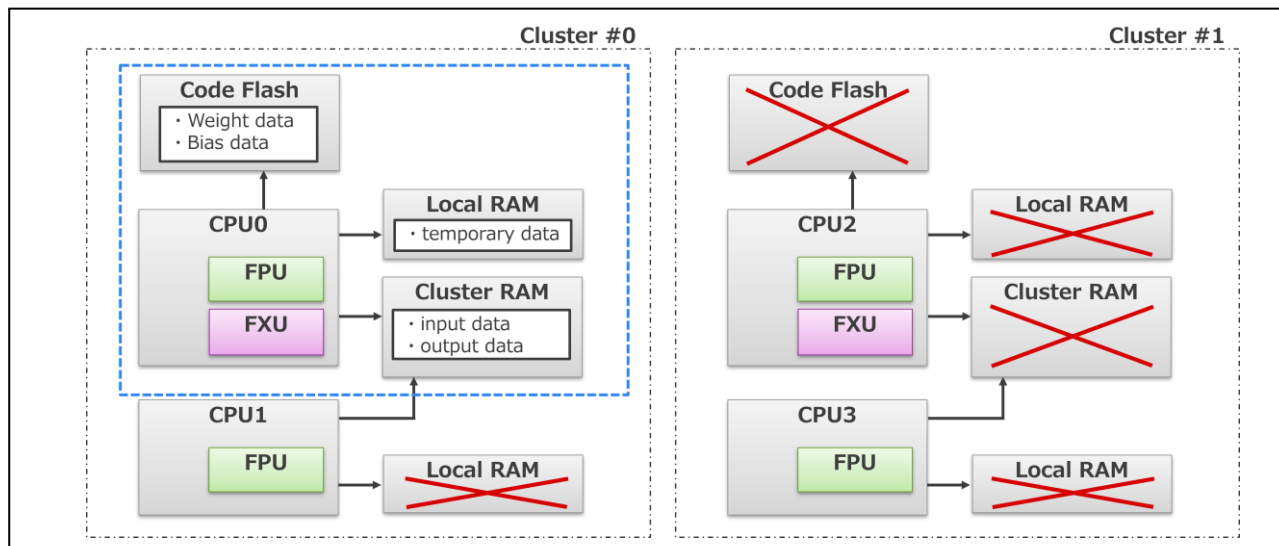 Cluster #0
Code Flash
・Weight data
・Bias data
CPU0
FPU
FXU
Local RAM
・temporary data
Cluster RAM
・input data
・output data
CPU1
FPU
Local RAM
Cluster #1
Code Flash
CPU2
FPU
FXU
Local RAM
Cluster RAM
CPU3
FPU
Local RAM